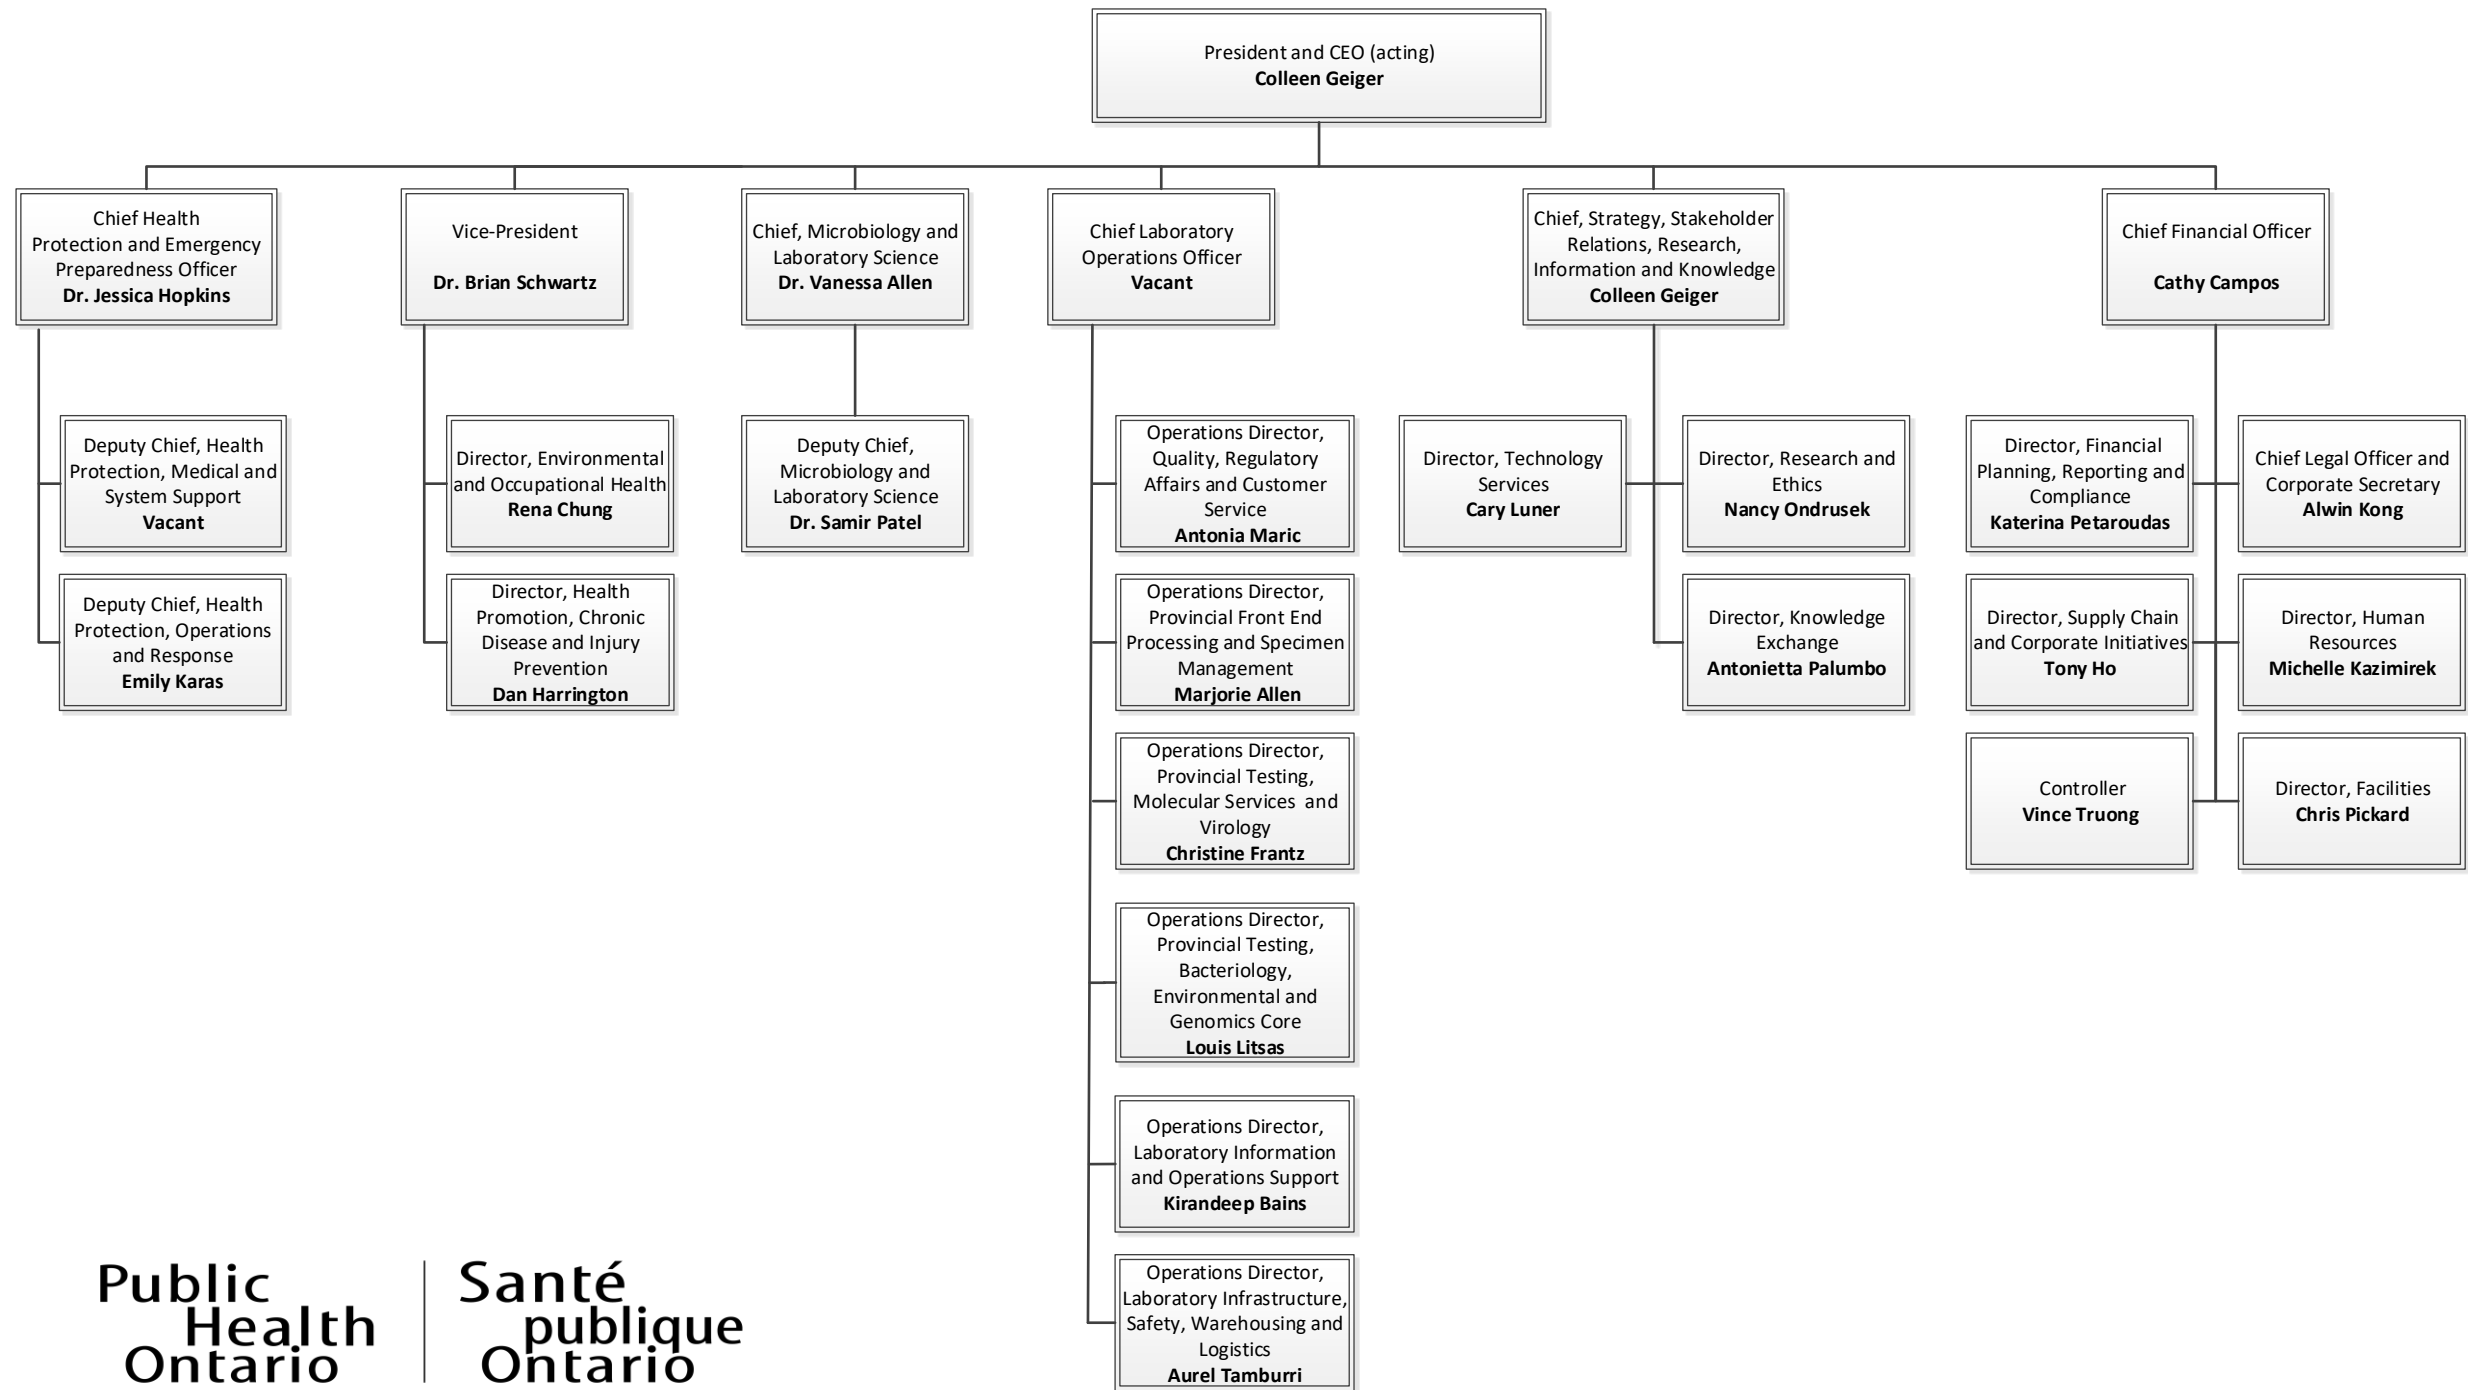 President and CEO (acting)
Colleen Geiger
Chief Health
Protection and Emergency
Preparedness Officer
Dr. Jessica Hopkins
Vice-President
Dr. Brian Schwartz
Chief, Microbiology and
Laboratory Science
Dr. Vanessa Allen
Chief Laboratory
Operations Officer
Vacant
Chief, Strategy, Stakeholder
Relations, Research,
Information and Knowledge
Colleen Geiger
Chief Financial Officer
Cathy Campos
Deputy Chief, Health
Protection, Medical and
System Support
Vacant
Deputy Chief, Health
Protection, Operations
and Response
Emily Karas
Director, Environmental
and Occupational Health
Rena Chung
Director, Health
Promotion, Chronic
Disease and Injury
Prevention
Dan Harrington
Deputy Chief,
Microbiology and
Laboratory Science
Dr. Samir Patel
Operations Director,
Quality, Regulatory
Affairs and Customer
Service
Antonia Maric
Operations Director,
Provincial Front End
Processing and Specimen
Management
Marjorie Allen
Operations Director,
Provincial Testing,
Molecular Services  and
Virology
Christine Frantz
Operations Director,
Provincial Testing,
Bacteriology,
Environmental and
Genomics Core
Louis Litsas
Operations Director,
Laboratory Information
and Operations Support
Kirandeep Bains
Operations Director,
Laboratory Infrastructure,
Safety, Warehousing and
Logistics
Aurel Tamburri
Director, Technology
Services
Cary Luner
Director, Research and
Ethics
Nancy Ondrusek
Director, Knowledge
Exchange
Antonietta Palumbo
Director, Financial
Planning, Reporting and
Compliance
Katerina Petaroudas
Chief Legal Officer and
Corporate Secretary
Alwin Kong
Director, Supply Chain
and Corporate Initiatives
Tony Ho
Director, Human
Resources
Michelle Kazimirek
Controller
Vince Truong
Director, Facilities
Chris Pickard
Public
Health
Ontario
Santé
publique
Ontario